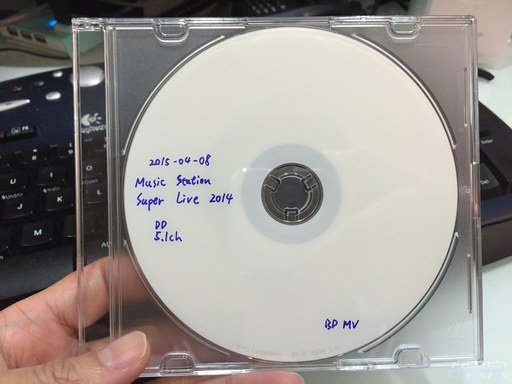 2015-04-08
Music Station
Super Live 2014
DD
5.1ch
BD MV